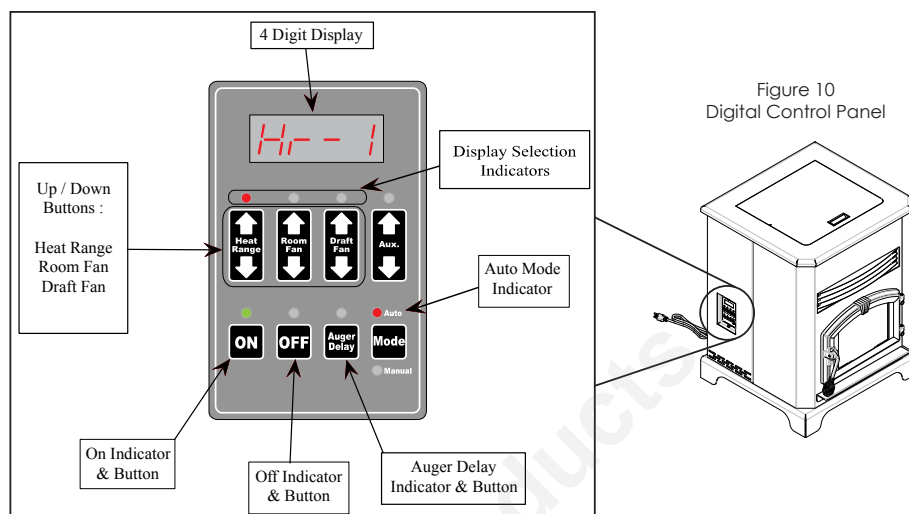 4 Digit Display
Figure 10
Digital Control Panel
Hr--1
Display Selection
Indicators
Up / Down
Buttons :
Heat Range
Room Fan
Draft Fan
Heat
Range
Room
Fan
Draft
Fan
Aux.
Auto Mode
Indicator
Auto
ON
OFF
Auger
Delay
Mode
Manual
On Indicator
& Button
Off Indicator
& Button
Auger Delay
Indicator & Button
ducts